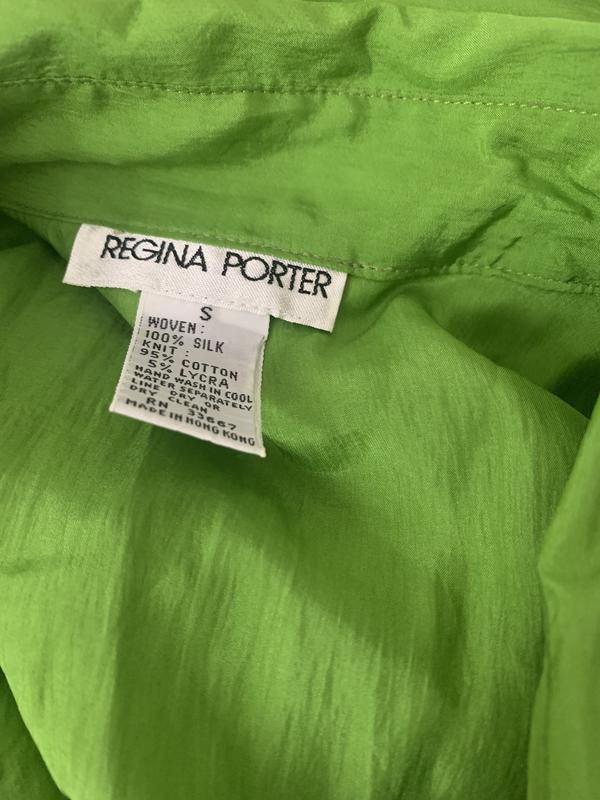 REGINA PORTER
S
WOVEN:
100% SILK
KNIT:
95% COTTON
5% LYCRA
HAND WASH IN COOL
WATER SEPARATELY
LINE DRY OR
DRY CLEAN
RN 33667
MADE IN HONG KONG